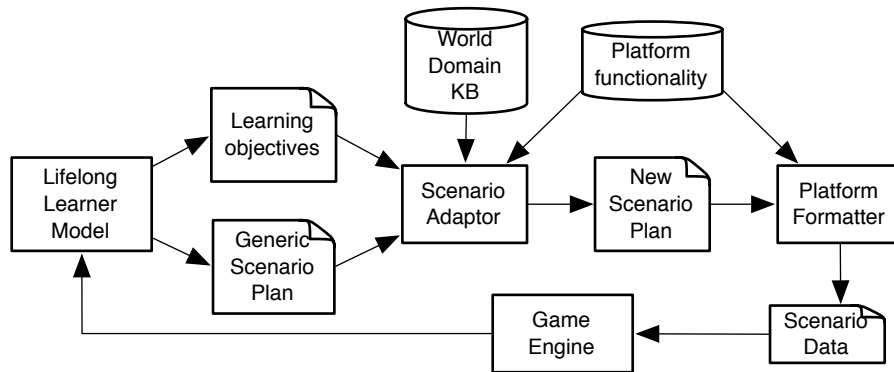 World
Domain
KB
Platform
functionality
Learning
objectives
Lifelong
Learner
Model
Generic
Scenario
Plan
Scenario
Adaptor
New
Scenario
Plan
Platform
Formatter
Game
Engine
Scenario
Data